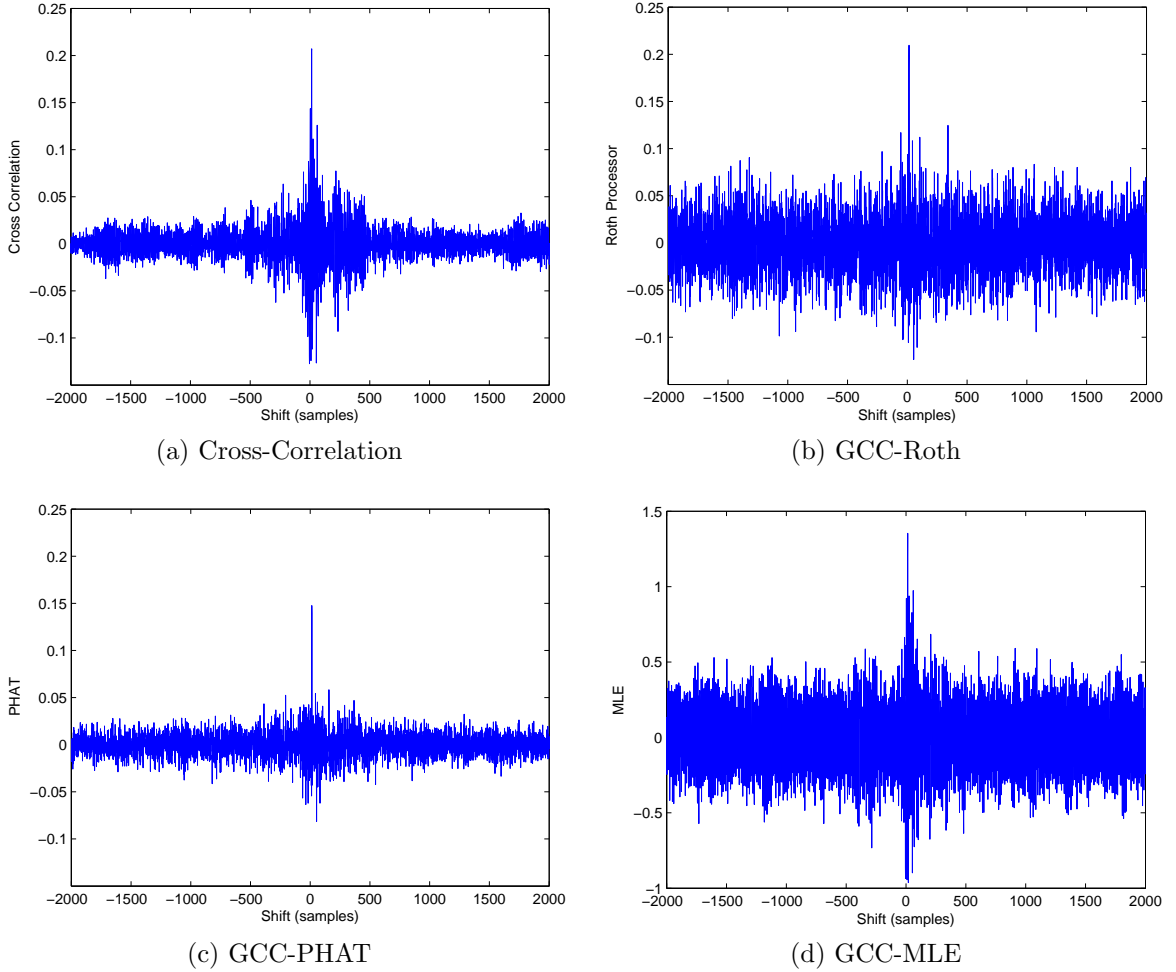 0.25
0.2
0.15
0.1
0.05
0
−0.05
−0.1
Cross Correlation
−2000 −1500 −1000 −500 0 500 1000 1500 2000
Shift (samples)
(a) Cross-Correlation
0.25
0.2
0.15
0.1
0.05
0
−0.05
−0.1
Roth Processor
−2000 −1500 −1000 −500 0 500 1000 1500 2000
Shift (samples)
(b) GCC-Roth
0.25
0.2
0.15
0.1
0.05
0
−0.05
−0.1
PHAT
−2000 −1500 −1000 −500 0 500 1000 1500 2000
Shift (samples)
(c) GCC-PHAT
1.5
1
0.5
0
−0.5
−1
MLE
−2000 −1500 −1000 −500 0 500 1000 1500 2000
Shift (samples)
(d) GCC-MLE